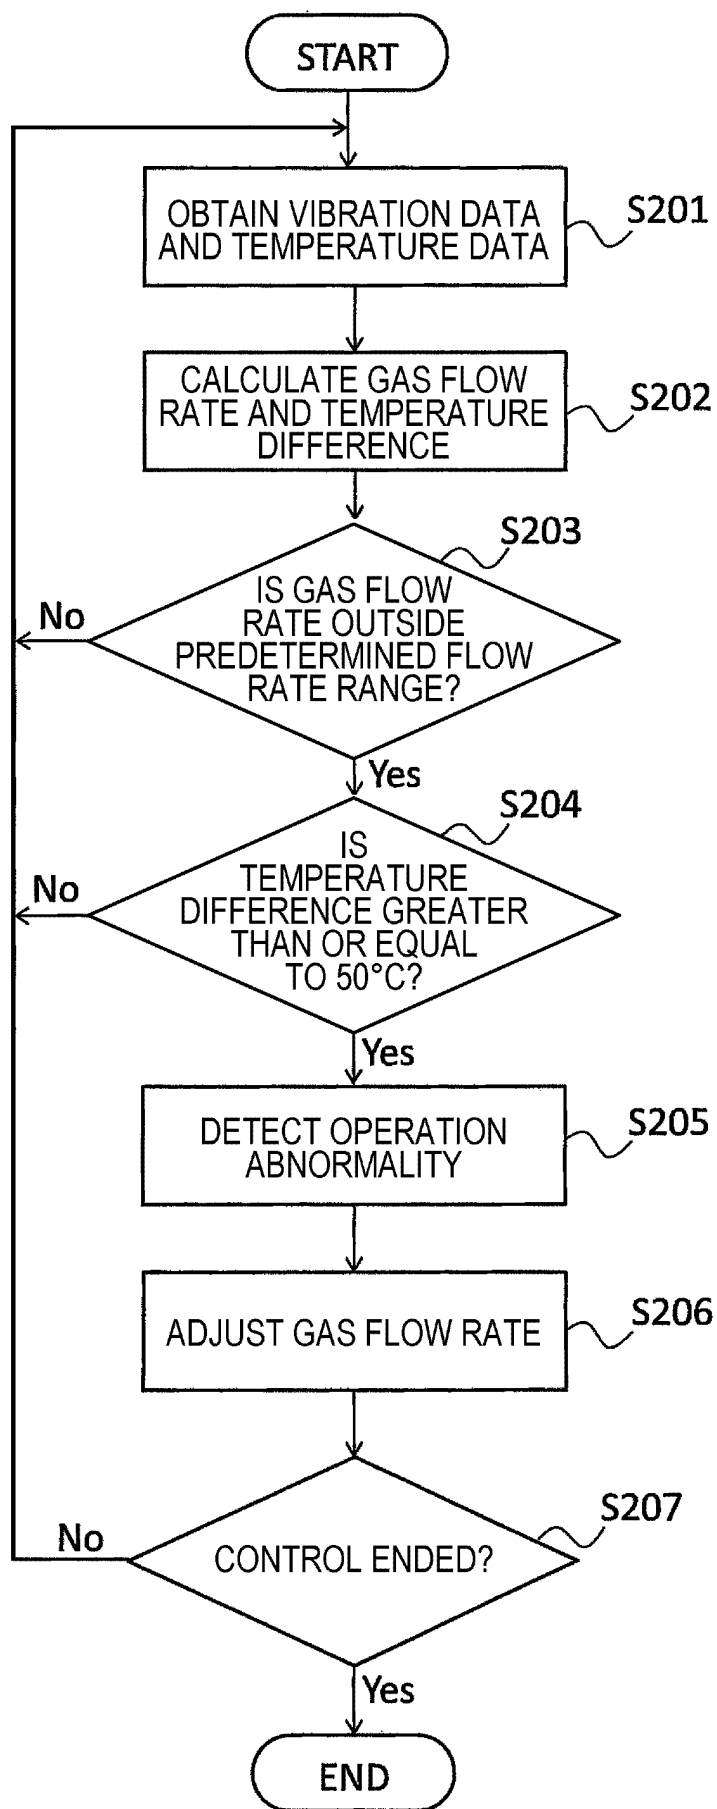 START
OBTAIN VIBRATION DATA
AND TEMPERATURE DATA
S201
CALCULATE GAS FLOW
RATE AND TEMPERATURE
DIFFERENCE
S202
S203
IS GAS FLOW
RATE OUTSIDE
PREDETERMINED FLOW
RATE RANGE?
No
Yes
S204
IS
TEMPERATURE
DIFFERENCE GREATER
THAN OR EQUAL
TO 50°C?
No
Yes
DETECT OPERATION
ABNORMALITY
S205
ADJUST GAS FLOW RATE
S206
S207
CONTROL ENDED?
No
Yes
END